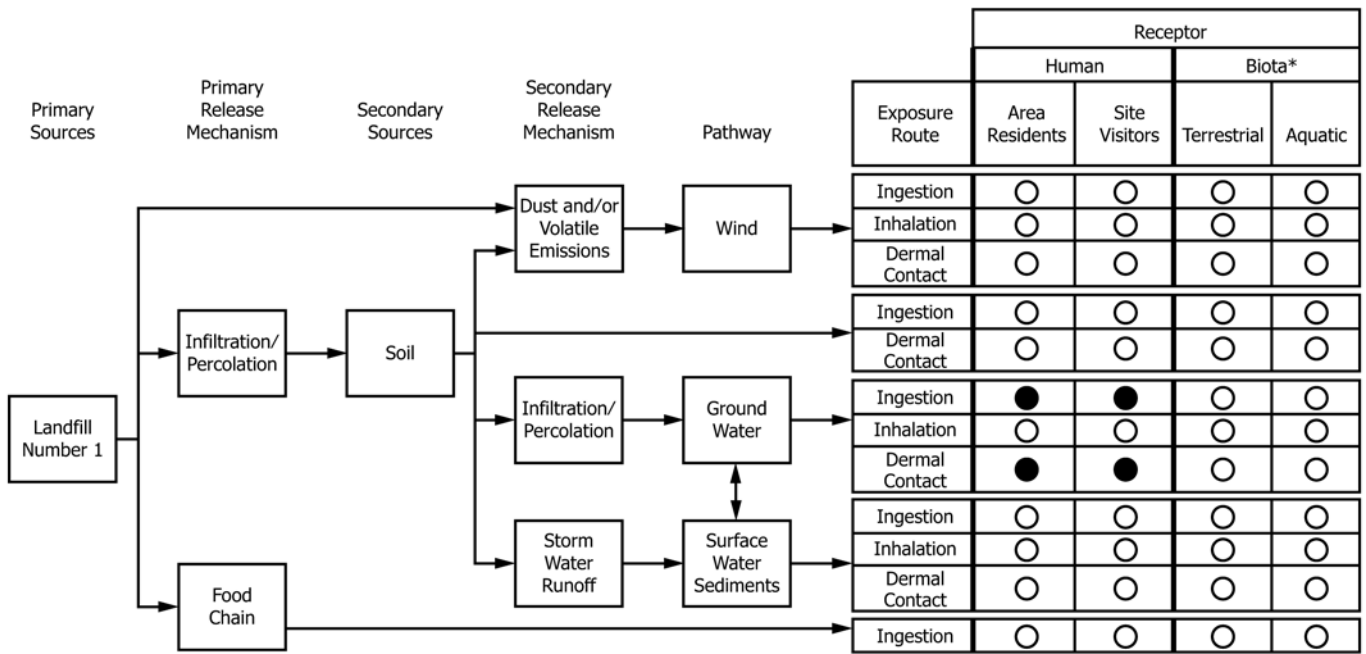 Receptor
Human
Biota*
Primary
Sources
Primary
Release
Mechanism
Secondary
Sources
Secondary
Release
Mechanism
Pathway
Exposure
Route
Area
Residents
Site
Visitors
Terrestrial
Aquatic
Dust and/or
Volatile
Emissions
Wind
Ingestion
Inhalation
Dermal
Contact
Infiltration/
Percolation
Soil
Ingestion
Dermal
Contact
Landfill
Number 1
Infiltration/
Percolation
Ground
Water
Ingestion
Inhalation
Dermal
Contact
Storm
Water
Runoff
Surface
Water
Sediments
Ingestion
Inhalation
Dermal
Contact
Food
Chain
Ingestion